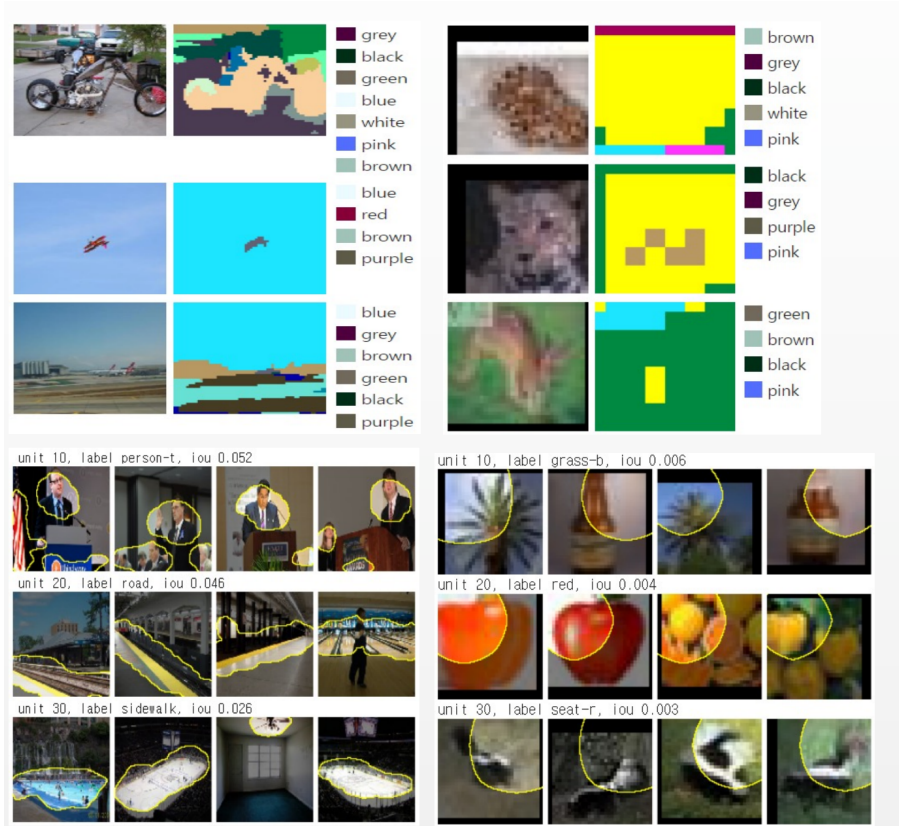 grey
black
green
blue
white
pink
brown
blue
red
brown
purple
blue
grey
brown
green
black
purple
brown
grey
black
white
pink
black
grey
purple
pink
green
brown
black
pink
unit 10, label person-t, iou 0.052
unit 20, label road, iou 0.046
unit 30, label sidewalk, iou 0.026
unit 10, label grass-b, iou 0.006
unit 20, label red, iou 0.004
unit 30, label seat-r, iou 0.003